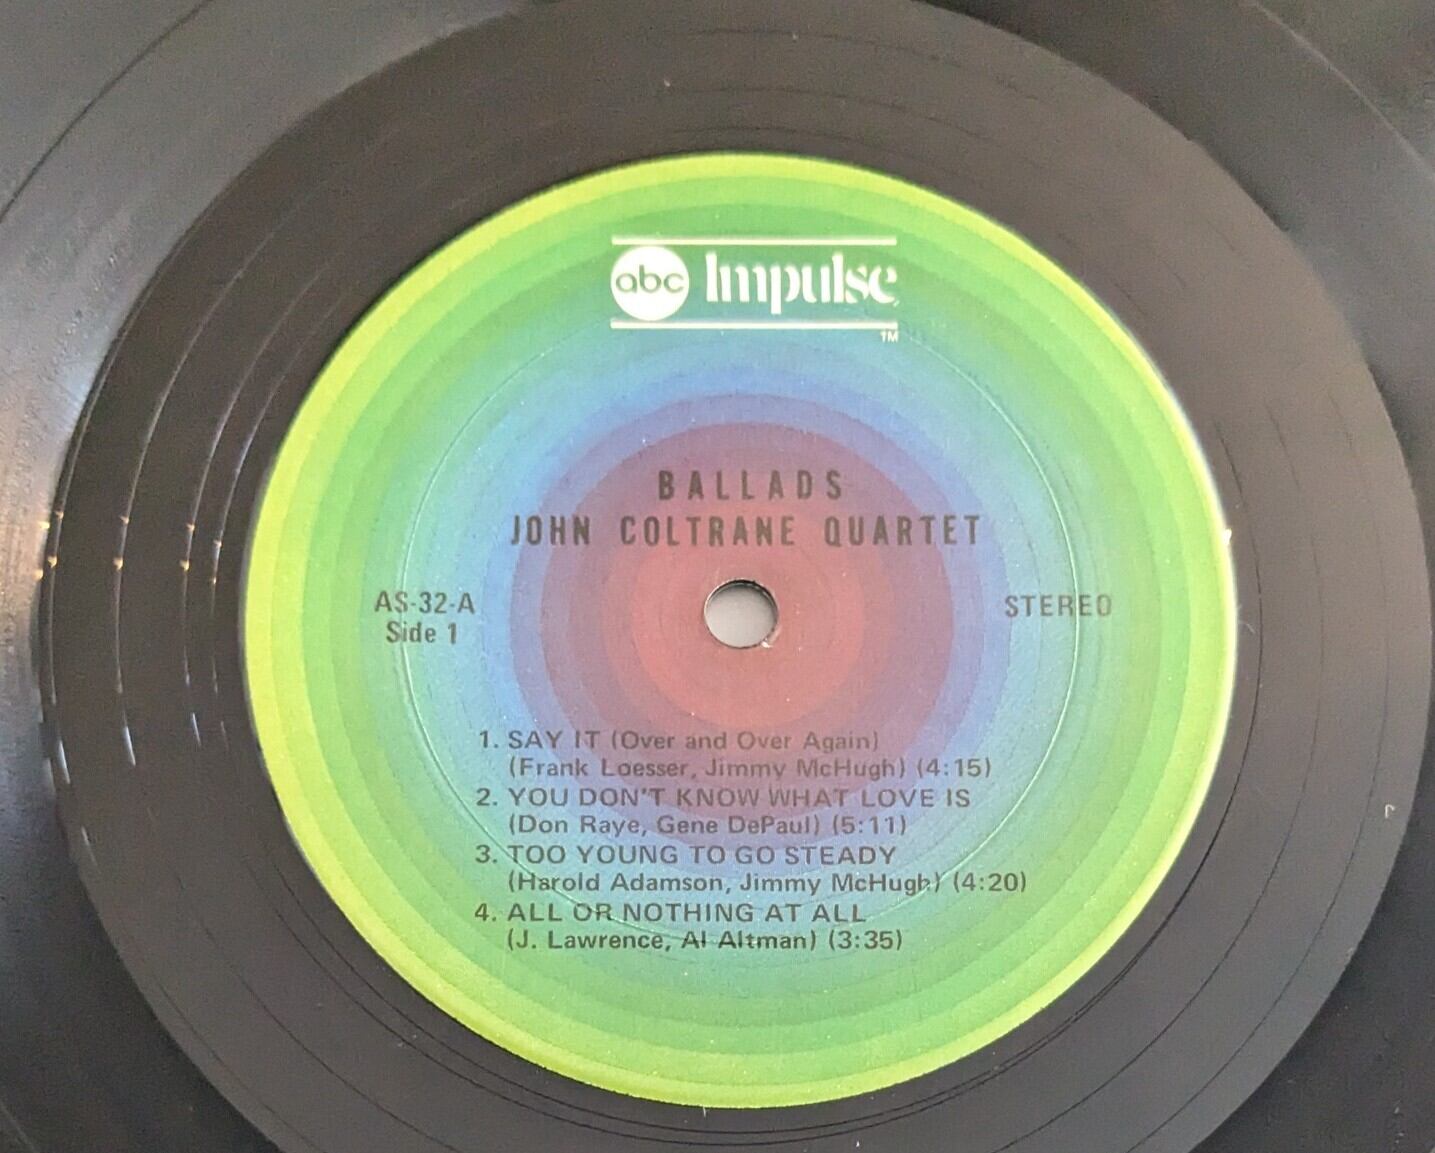 abc Impulse
TM
BALLADS
JOHN COLTRANE QUARTET
AS-32-A
Side 1
STEREO
1. SAY IT (Over and Over Again)
(Frank Loesser, Jimmy McHugh) (4:15)
2. YOU DON'T KNOW WHAT LOVE IS
(Don Raye, Gene DePaul) (5:11)
3. TOO YOUNG TO GO STEADY
(Harold Adamson, Jimmy McHugh) (4:20)
4. ALL OR NOTHING AT ALL
(J. Lawrence, Al Altman) (3:35)